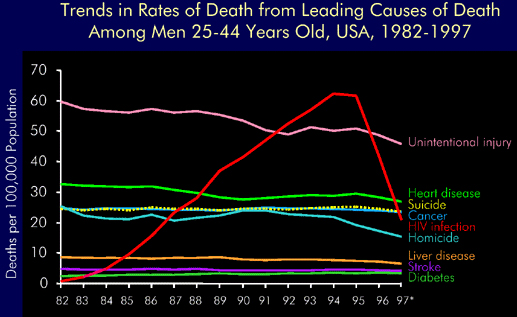 Trends in Rates of Death from Leading Causes of Death
Among Men 25-44 Years Old, USA, 1982-1997
Deaths per 100,000 Population
70
60
50
40
30
20
10
0
Unintentional injury
Heart disease
Suicide
Cancer
HIV infection
Homicide
Liver disease
Stroke
Diabetes
82 83 84 85 86 87 88 89 90 91 92 93 94 95 96 97*